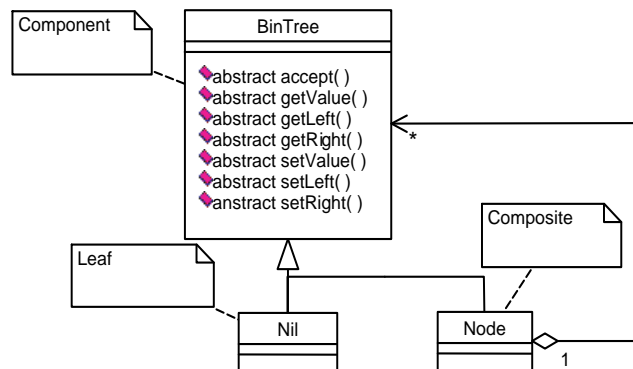 Component
BinTree
abstract accept( )
abstract getValue( )
abstract getLeft( )
abstract getRight( )
abstract setValue( )
abstract setLeft( )
anstract setRight( )
*
Composite
Leaf
Nil
Node
1